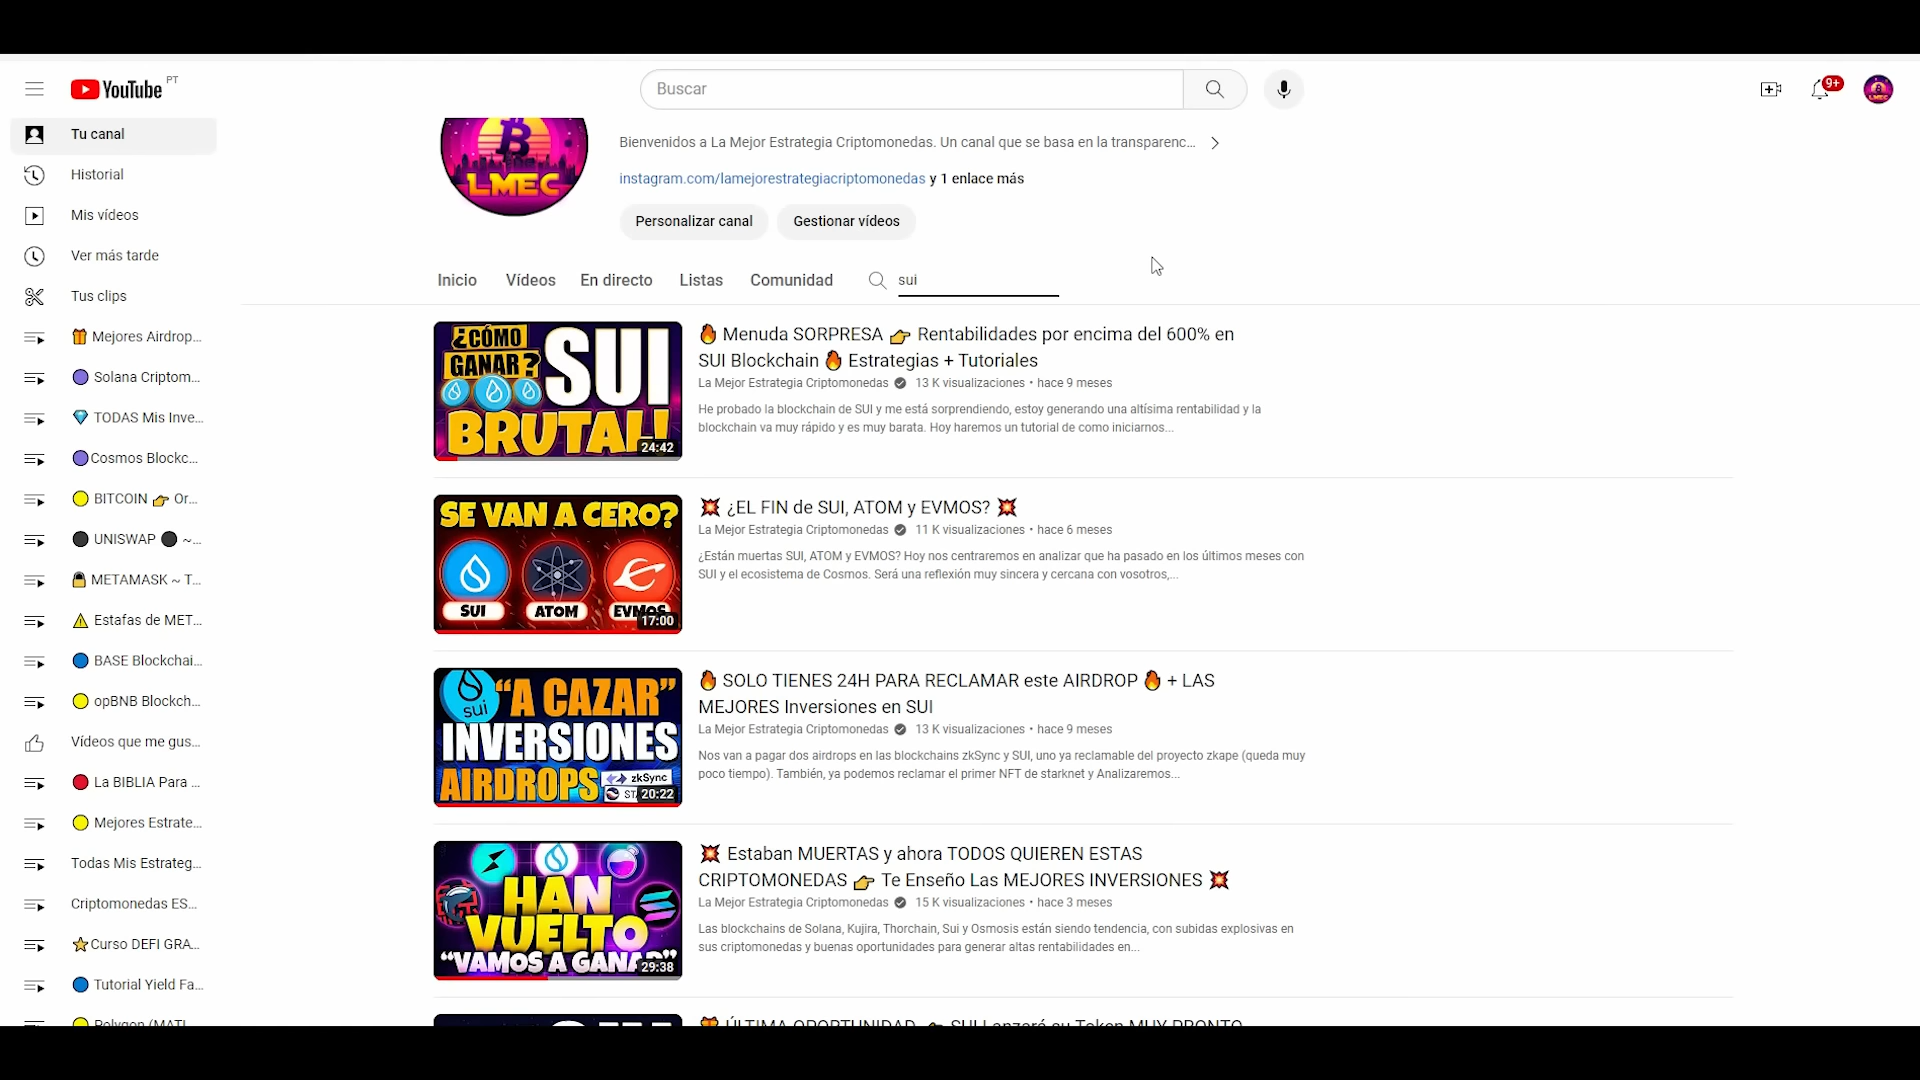 YouTube PT
Buscar
9+
Tu canal
Historial
Mis vídeos
Ver más tarde
Tus clips
🎁 Mejores Airdrop...
🟣 Solana Criptom...
💎 TODAS Mis Inve...
🟣Cosmos Blockc...
🟡 BITCOIN 👉 Or...
⚫ UNISWAP ⚫ ~...
🔒 METAMASK ~ T...
⚠️ Estafas de MET...
🔵 BASE Blockchai...
🟡 opBNB Blockch...
Vídeos que me gus...
🔴 La BIBLIA Para ...
🟡 Mejores Estrate...
Todas Mis Estrateg...
Criptomonedas ES...
⭐Curso DEFI GRA...
🔵 Tutorial Yield Fa...
🟡 Polygon (MATI...
LMEC
Bienvenidos a La Mejor Estrategia Criptomonedas. Un canal que se basa en la transparenc...
instagram.com/lamejorestrategiacriptomonedas y 1 enlace más
Personalizar canal Gestionar vídeos
Inicio Vídeos En directo Listas Comunidad sui
¿CÓMO
GANAR?
SUI
BRUTAL!
24:42
🔥 Menuda SORPRESA 👉 Rentabilidades por encima del 600% en
SUI Blockchain 🔥 Estrategias + Tutoriales
La Mejor Estrategia Criptomonedas 13 K visualizaciones • hace 9 meses
He probado la blockchain de SUI y me está sorprendiendo, estoy generando una altísima rentabilidad y la
blockchain va muy rápido y es muy barata. Hoy haremos un tutorial de como iniciarnos...
SE VAN A CERO?
SUI ATOM EVMOS
17:00
💥 ¿EL FIN de SUI, ATOM y EVMOS? 💥
La Mejor Estrategia Criptomonedas 11 K visualizaciones • hace 6 meses
¿Están muertas SUI, ATOM y EVMOS? Hoy nos centraremos en analizar que ha pasado en los últimos meses con
SUI y el ecosistema de Cosmos. Será una reflexión muy sincera y cercana con vosotros,...
sui
“A CAZAR”
INVERSIONES
AIRDROPS
zkSync
20:22
🔥 SOLO TIENES 24H PARA RECLAMAR este AIRDROP 🔥 + LAS
MEJORES Inversiones en SUI
La Mejor Estrategia Criptomonedas 13 K visualizaciones • hace 9 meses
Nos van a pagar dos airdrops en las blockchains zkSync y SUI, uno ya reclamable del proyecto zkape (queda muy
poco tiempo). También, ya podemos reclamar el primer NFT de starknet y Analizaremos...
HAN
VUELTO
“VAMOS A GANAR”
29:38
💥 Estaban MUERTAS y ahora TODOS QUIEREN ESTAS
CRIPTOMONEDAS 👉 Te Enseño Las MEJORES INVERSIONES 💥
La Mejor Estrategia Criptomonedas 15 K visualizaciones • hace 3 meses
Las blockchains de Solana, Kujira, Thorchain, Sui y Osmosis están siendo tendencia, con subidas explosivas en
sus criptomonedas y buenas oportunidades para generar altas rentabilidades en...
🎁 ÚLTIMA OPORTUNIDAD 👉 SUI Lanzará su Token MUY PRONTO